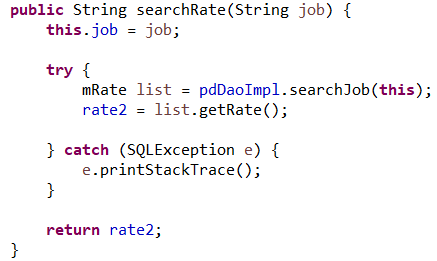 public String searchRate(String job) {
    this.job = job;

    try {
        mRate list = pdDaoImpl.searchJob(this);
        rate2 = list.getRate();

    } catch (SQLException e) {
        e.printStackTrace();
    }

    return rate2;
}